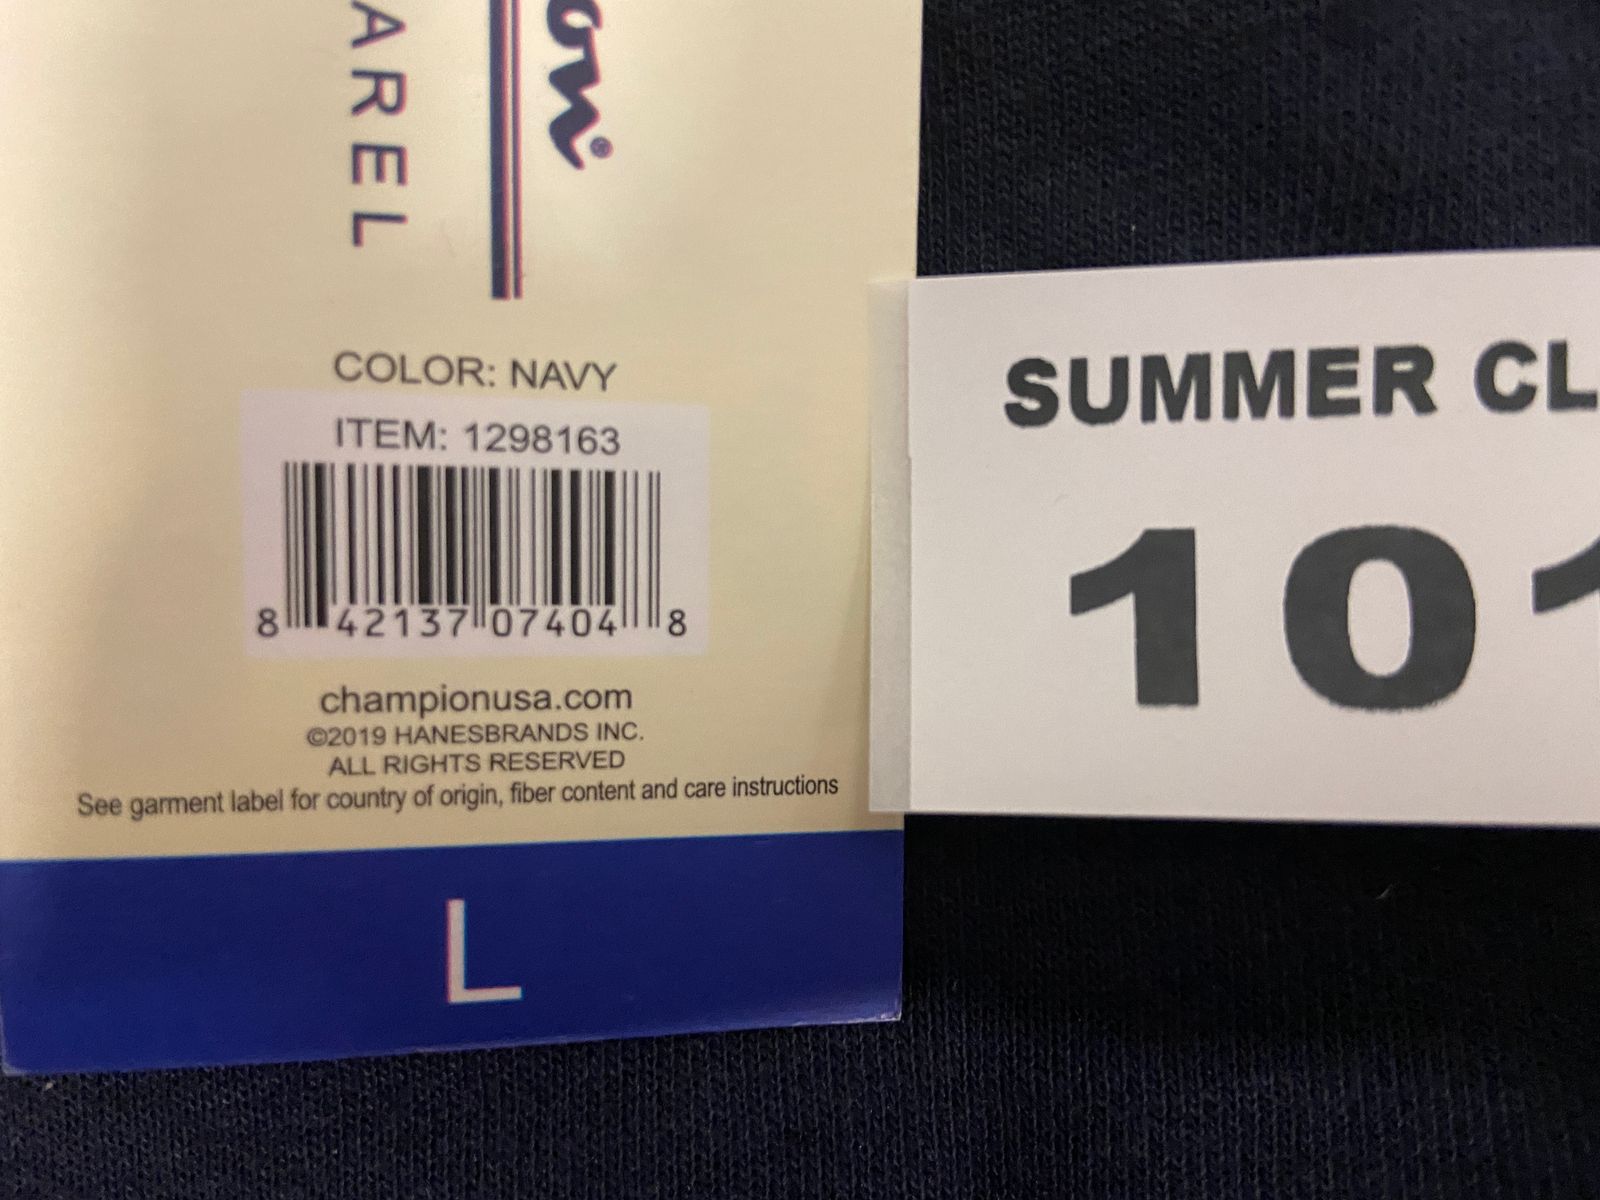 on®
AREL
COLOR: NAVY
ITEM: 1298163
8 42137 07404 8
championusa.com
©2019 HANESBRANDS INC.
ALL RIGHTS RESERVED
See garment label for country of origin, fiber content and care instructions
L
SUMMER CL
101